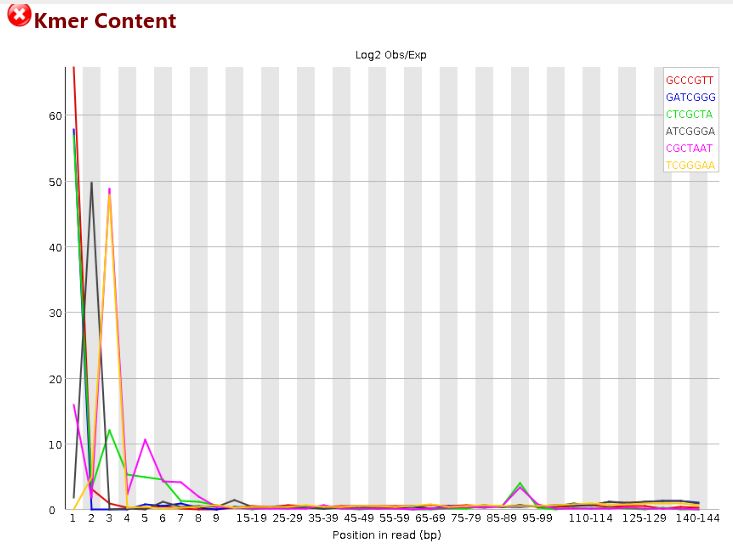 Kmer Content
Log2 Obs/Exp
GCCCGTT
GATCGGG
CTCGCTA
ATCGGGA
CGCTAAT
TCGGGAA
60
50
40
30
20
10
0
1 2 3 4 5 6 7 8 9 15-19 25-29 35-39 45-49 55-59 65-69 75-79 85-89 95-99 110-114 125-129 140-144
Position in read (bp)